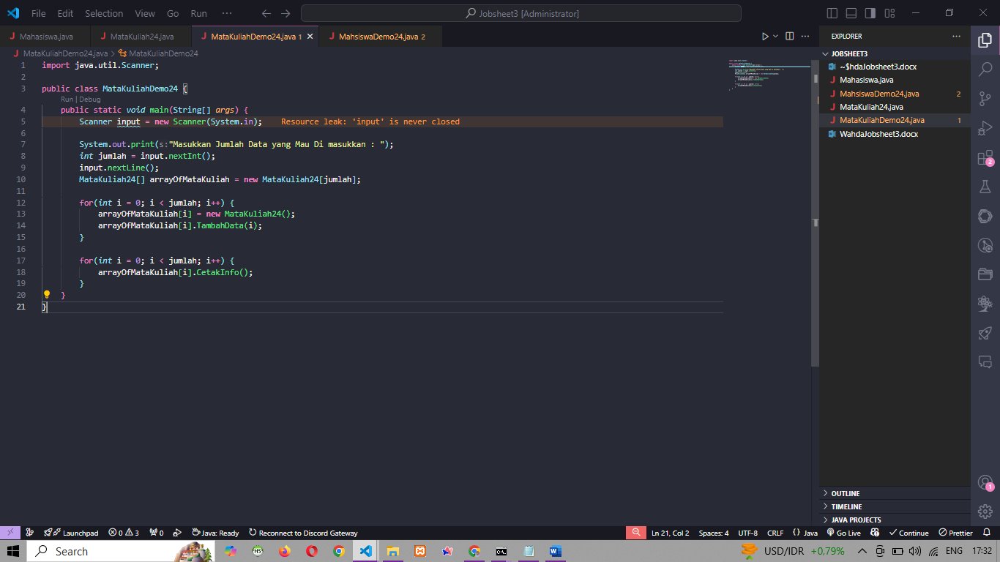 File Edit Selection View Go Run ··· Jobsheet3 [Administrator]
Mahasiswa.java MataKuliah24.java MataKuliahDemo24.java 1 MahsiswaDemo24.java 2
MataKuliahDemo24.java > MataKuliahDemo24
1 import java.util.Scanner;
2
3 public class MataKuliahDemo24 {
Run | Debug
4 public static void main(String[] args) {
5 Scanner input = new Scanner(System.in); Resource leak: 'input' is never closed
6
7 System.out.print(s:"Masukkan Jumlah Data yang Mau Di masukkan : ");
8 int jumlah = input.nextInt();
9 input.nextLine();
10 MataKuliah24[] arrayOfMataKuliah = new MataKuliah24[jumlah];
11
12 for(int i = 0; i < jumlah; i++) {
13 arrayOfMataKuliah[i] = new MataKuliah24();
14 arrayOfMataKuliah[i].TambahData(i);
15 }
16
17 for(int i = 0; i < jumlah; i++) {
18 arrayOfMataKuliah[i].CetakInfo();
19 }
20 }
21 }
EXPLORER ···
JOBSHEET3
~$hdaJobsheet3.docx
Mahasiswa.java
MahsiswaDemo24.java 2
MataKuliah24.java
MataKuliahDemo24.java 1
WahdaJobsheet3.docx
OUTLINE
TIMELINE
JAVA PROJECTS
2
1
Launchpad 0 3 0 Java: Ready Reconnect to Discord Gateway Ln 21, Col 2 Spaces: 4 UTF-8 CRLF {} Java Go Live Continue Prettier
Search USD/IDR +0,79% ENG 17:32